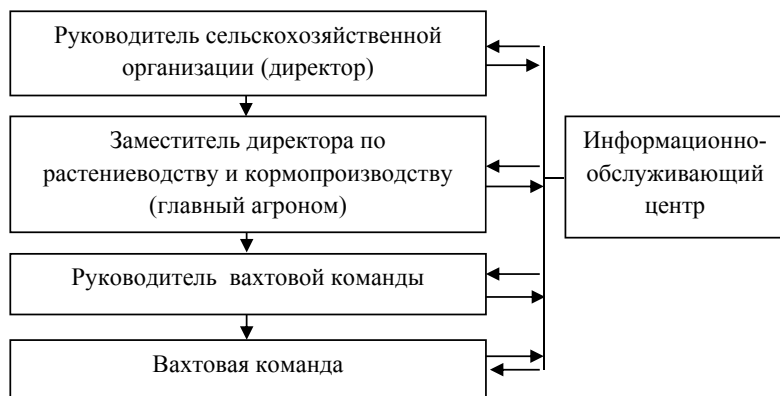 Руководитель сельскохозяйственной
организации (директор)
Заместитель директора по
растениеводству и кормопроизводству
(главный агроном)
Информационно-
обслуживающий
центр
Руководитель вахтовой команды
Вахтовая команда